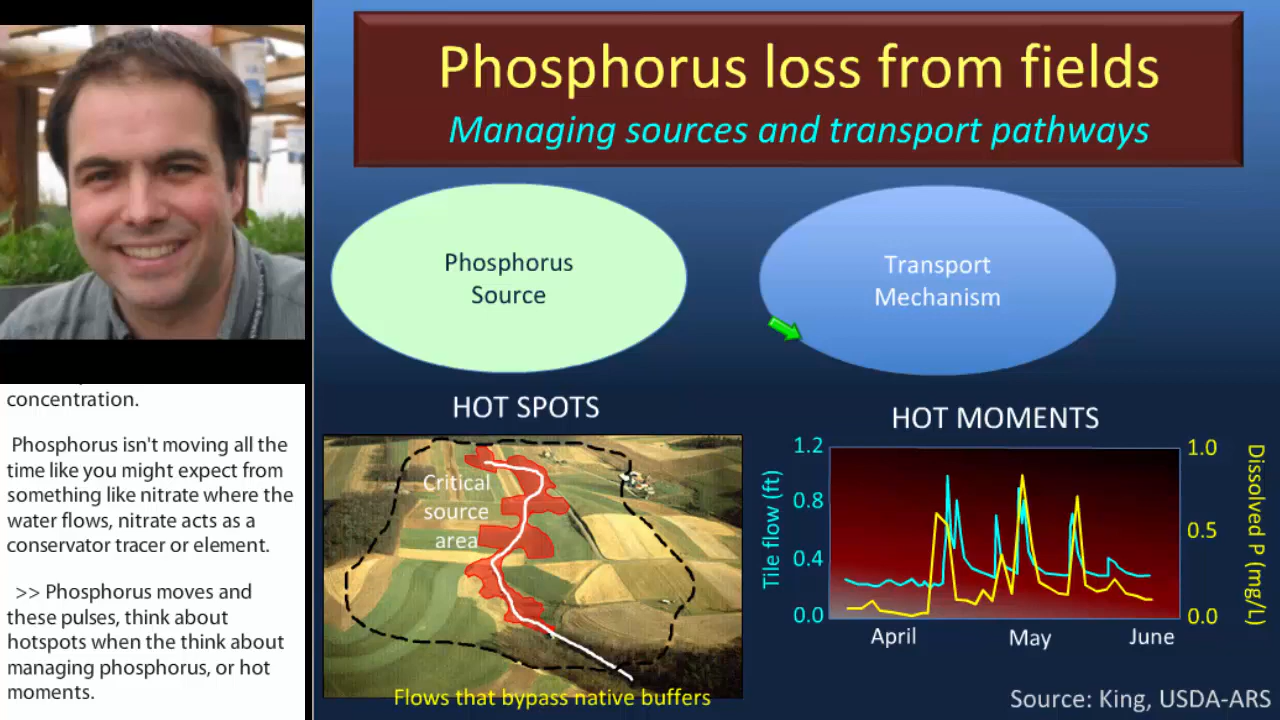 concentration.
Phosphorus isn't moving all the
time like you might expect from
something like nitrate where the
water flows, nitrate acts as a
conservator tracer or element.
>> Phosphorus moves and
these pulses, think about
hotspots when the think about
managing phosphorus, or hot
moments.
Phosphorus loss from fields
Managing sources and transport pathways
Phosphorus
Source
Transport
Mechanism
HOT SPOTS
Critical
source
area
Flows that bypass native buffers
HOT MOMENTS
Tile flow (ft)
1.2
0.8
0.4
0.0
1.0
0.5
0.0
Dissolved P (mg/L)
April May June
Source: King, USDA-ARS